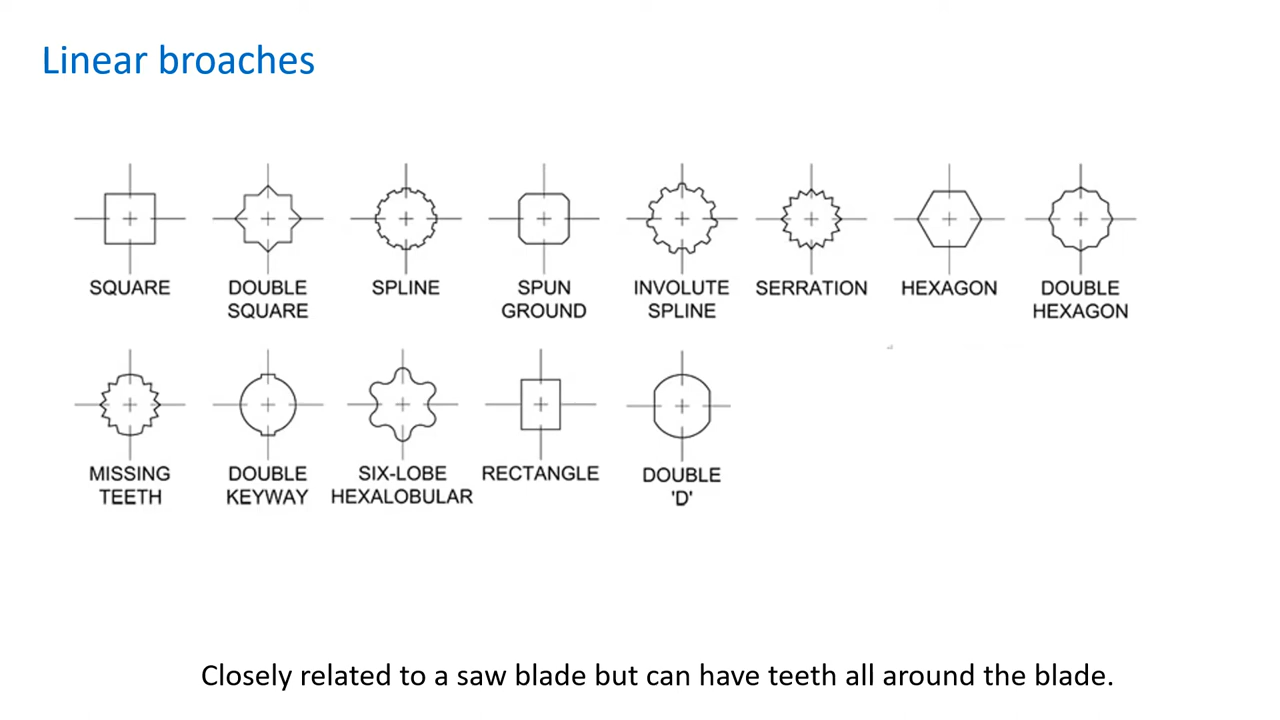 Linear broaches
SQUARE
DOUBLE
SQUARE
SPLINE
SPUN
GROUND
INVOLUTE
SPLINE
SERRATION
HEXAGON
DOUBLE
HEXAGON
MISSING
TEETH
DOUBLE
KEYWAY
SIX-LOBE
HEXALOBULAR
RECTANGLE
DOUBLE
'D'
Closely related to a saw blade but can have teeth all around the blade.